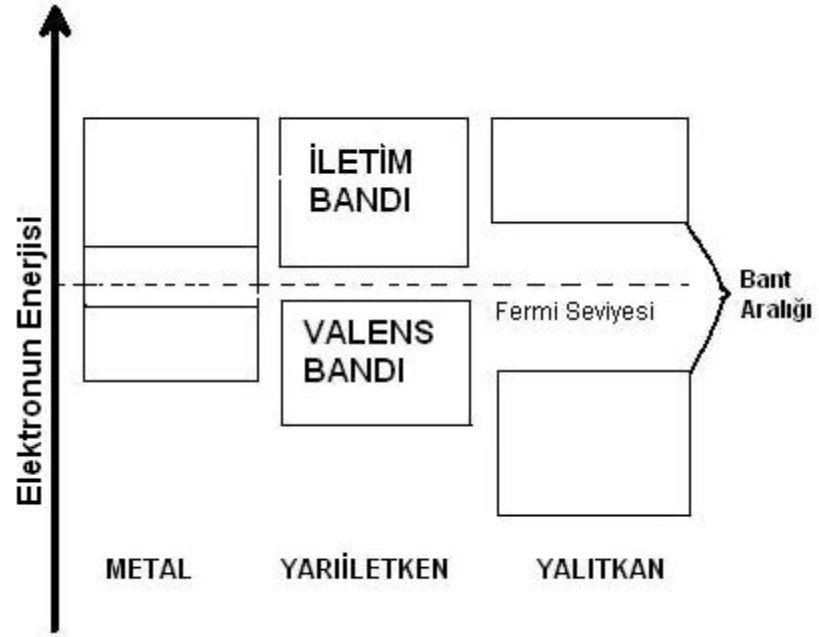 Elektronun Enerjisi
İLETİM
BANDI
VALENS
BANDI
Fermi Seviyesi
Bant
Aralığı
METAL
YARIİLETKEN
YALITKAN